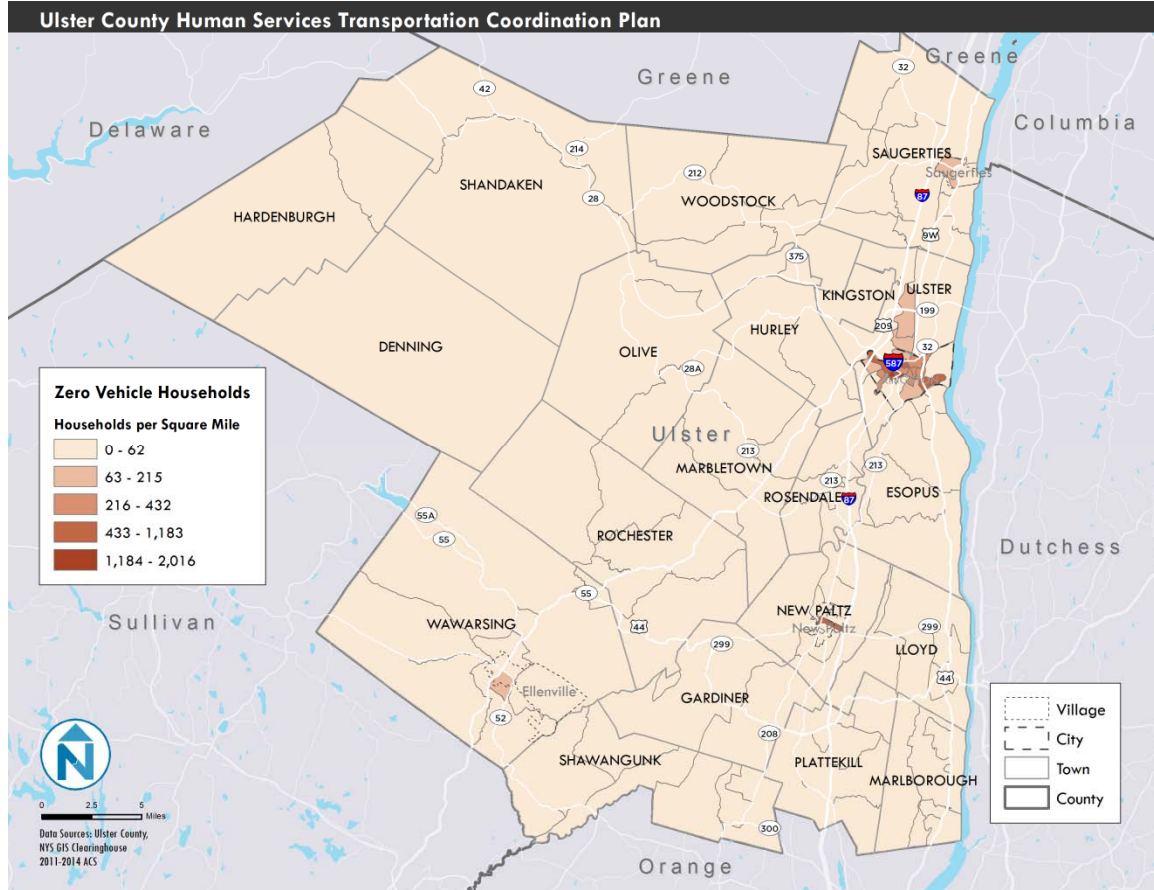 Ulster County Human Services Transportation Coordination Plan
Greene
Greene
32
42
Delaware
Columbia
214
SAUGERTIES
Saugerties
212
SHANDAKEN
28
WOODSTOCK
87
HARDENBURGH
9W
375
KINGSTON
ULSTER
199
209
HURLEY
DENNING
OLIVE
32
587
28A
Zero Vehicle Households
Households per Square Mile
0 - 62
63 - 215
216 - 432
433 - 1,183
1,184 - 2,016
Ulster
213
MARBLETOWN
213
213
ROSENDALE
87
ESOPUS
55A
55
ROCHESTER
Dutchess
Sullivan
55
WAWARSING
44
NEW PALTZ
New Paltz
299
299
LLOYD
44
Ellenville
GARDINER
52
208
SHAWANGUNK
PLATTEKILL
MARLBOROUGH
300
Orange
Village
City
Town
County
N
0 2.5 5
Miles
Data Sources: Ulster County,
NYS GIS Clearinghouse
2011-2014 ACS